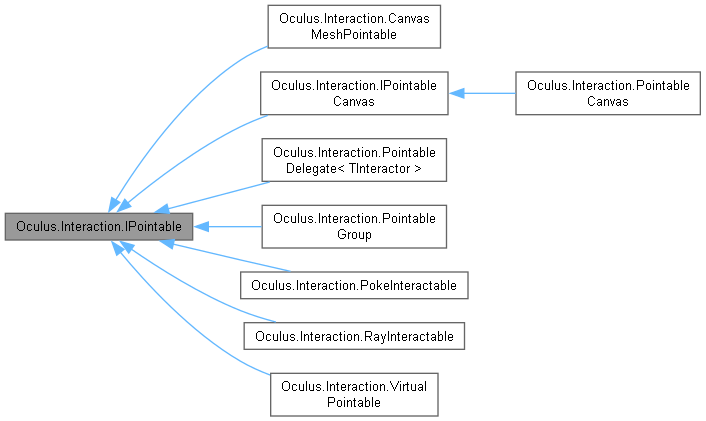 Oculus.Interaction.Canvas
MeshPointable
Oculus.Interaction.IPointable
Canvas
Oculus.Interaction.Pointable
Canvas
Oculus.Interaction.Pointable
Delegate< TInteractor >
Oculus.Interaction.IPointable
Oculus.Interaction.Pointable
Group
Oculus.Interaction.PokeInteractable
Oculus.Interaction.RayInteractable
Oculus.Interaction.Virtual
Pointable